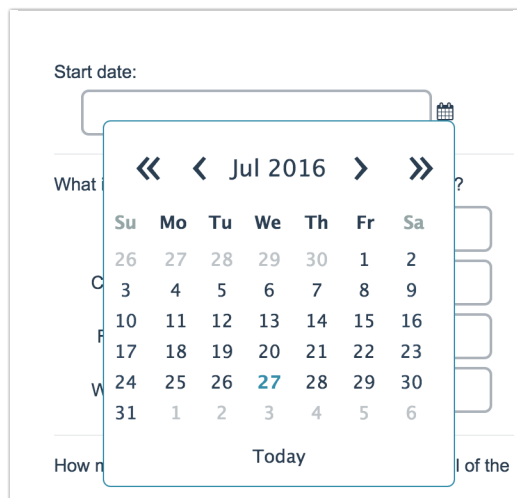 Start date:
« ‹ Jul 2016 › »
What i ?
Su Mo Tu We Th Fr Sa
26 27 28 29 30 1 2
3 4 5 6 7 8 9
10 11 12 13 14 15 16
17 18 19 20 21 22 23
24 25 26 27 28 29 30
31 1 2 3 4 5 6
Today
How l of the